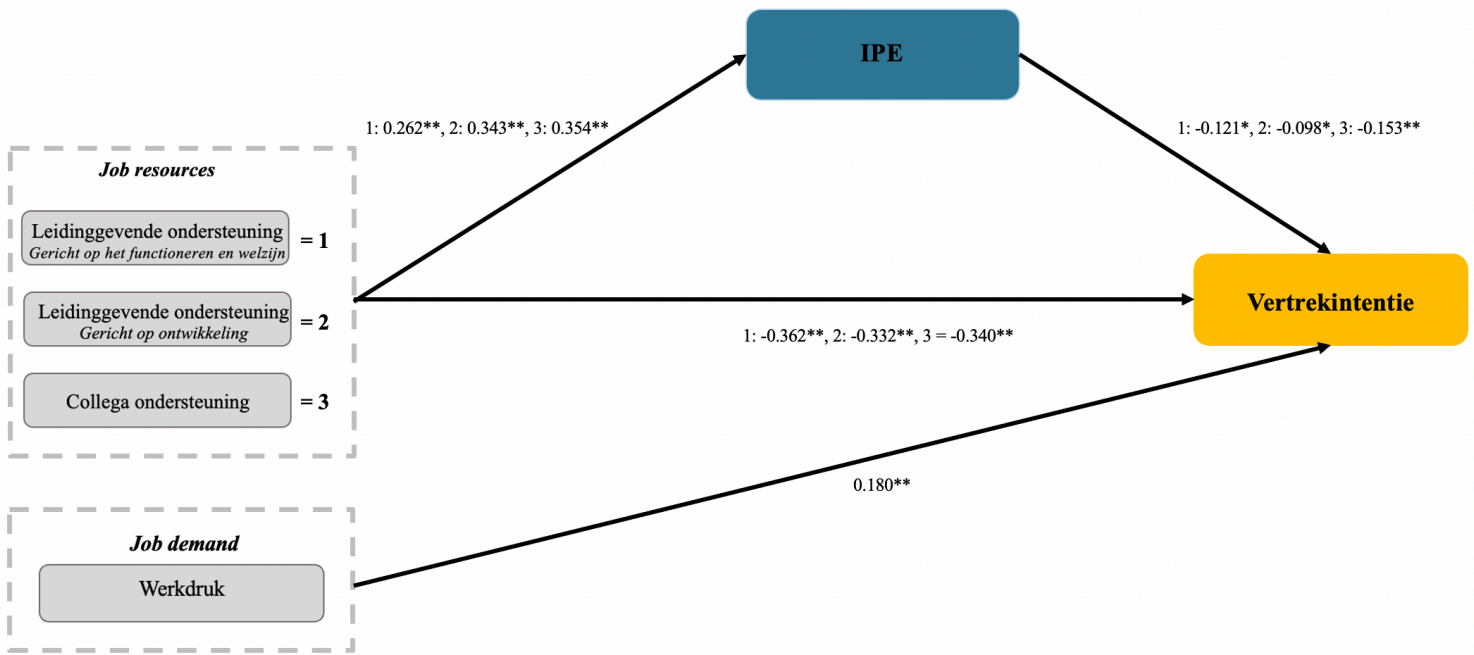 IPE
1: 0.262**, 2: 0.343**, 3: 0.354**
1: -0.121*, 2: -0.098*, 3: -0.153**
Job resources
Leidinggevende ondersteuning
Gericht op het functioneren en welzijn
= 1
Leidinggevende ondersteuning
Gericht op ontwikkeling
= 2
Collega ondersteuning
= 3
Vertrekintentie
1: -0.362**, 2: -0.332**, 3 = -0.340**
0.180**
Job demand
Werkdruk